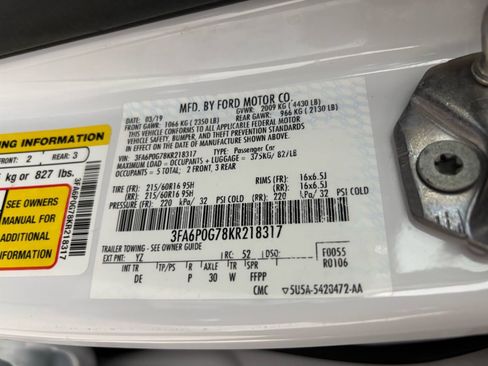 MFD. BY FORD MOTOR CO.
DATE: 03/19 GVWR: 2009 KG (4430 LB)
FRONT GAWR: 1066 KG (2350 LB) REAR GAWR: 966 KG (2130 LB)
THIS VEHICLE CONFORMS TO ALL APPLICABLE FEDERAL MOTOR
VEHICLE SAFETY, BUMPER, AND THEFT PREVENTION STANDARDS
IN EFFECT ON THE DATE OF MANUFACTURE SHOWN ABOVE.
VIN: 3FA6P0G78KR218317 TYPE: Passenger Car
MAXIMUM LOAD = OCCUPANTS + LUGGAGE = 375KG/ 827LB
OCCUPANTS = 5 TOTAL: 2 FRONT, 3 REAR
TIRE (FR): 215/60R16 95H RIMS (FR): 16x6.5J
TIRE (RR): 215/60R16 95H RIMS (RR): 16x6.5J
PRESSURE (FR): 220 kPa/ 32 PSI COLD (RR): 220 kPa/ 32 PSI COLD
3FA6P0G78KR218317
TRAILER TOWING - SEE OWNER GUIDE
EXT PNT: YZ RC: 52 DSO: F0055
R0106
INT TR TP/PS R AXLE TR SPR
DE P 30 W FFPP
CMC ▽5U5A-5420472-AA
ING INFORMATION
FRONT: 2 REAR: 3
kg or 827 lbs.
SEE OWNERS
MANUAL FOR
ADDITIONAL
INFORMATION
3FA6P0G78KR218317